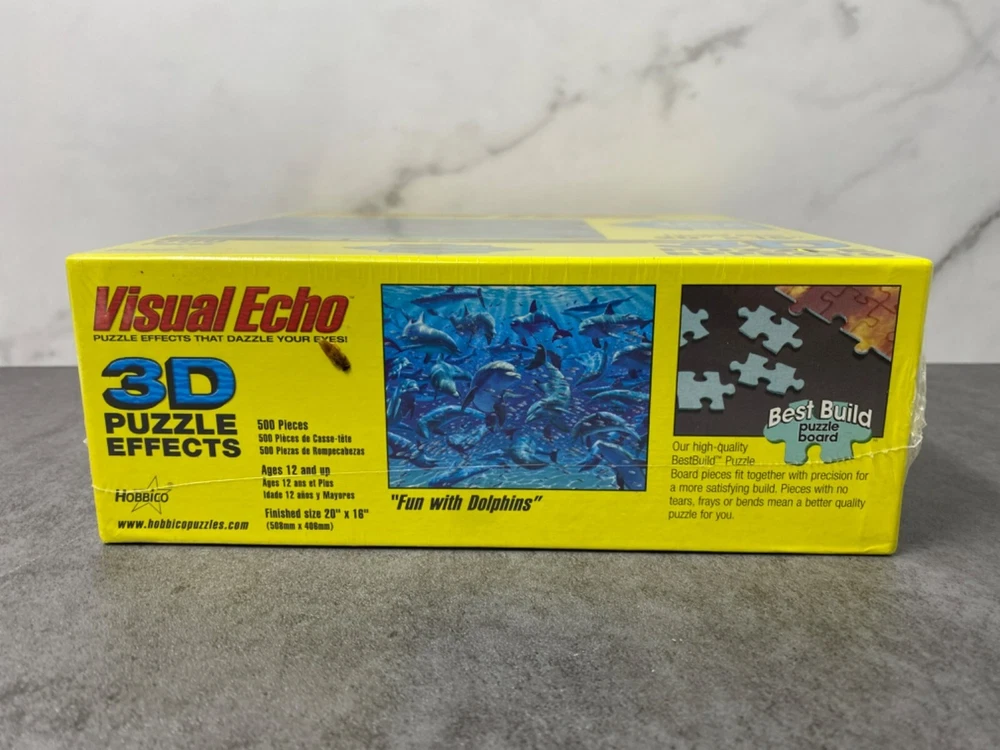 Visual Echo™
PUZZLE EFFECTS THAT DAZZLE YOUR EYES!
3D
PUZZLE
EFFECTS
500 Pieces
500 Pièces de Casse-tête
500 Piezas de Rompecabezas
Ages 12 and up
Ages 12 ans et Plus
Idade 12 años y Mayores
Finished size 20" x 16"
(508mm x 406mm)
HOBBICO
www.hobbicopuzzles.com
"Fun with Dolphins"
Best Build
puzzle
board
Our high-quality
BestBuild™ Puzzle
Board pieces fit together with precision for
a more satisfying build. Pieces with no
tears, frays or bends mean a better quality
puzzle for you.